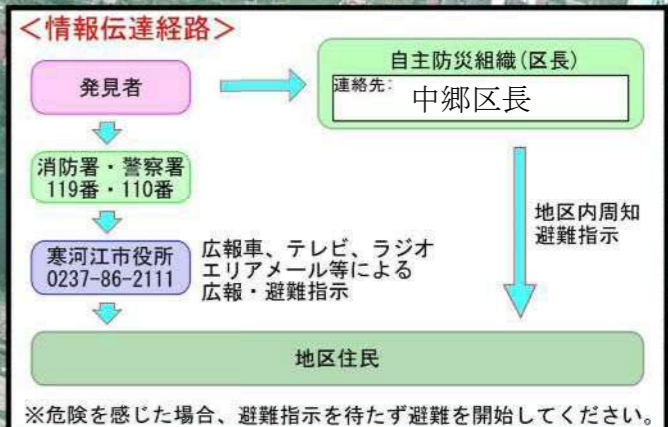 ＜情報伝達経路＞
発見者
自主防災組織(区長)
連絡先:
中郷区長
消防署・警察署
119番・110番
寒河江市役所
0237-86-2111
広報車、テレビ、ラジオ
エリアメール等による
広報・避難指示
地区内周知
避難指示
地区住民
※危険を感じた場合、避難指示を待たず避難を開始してください。